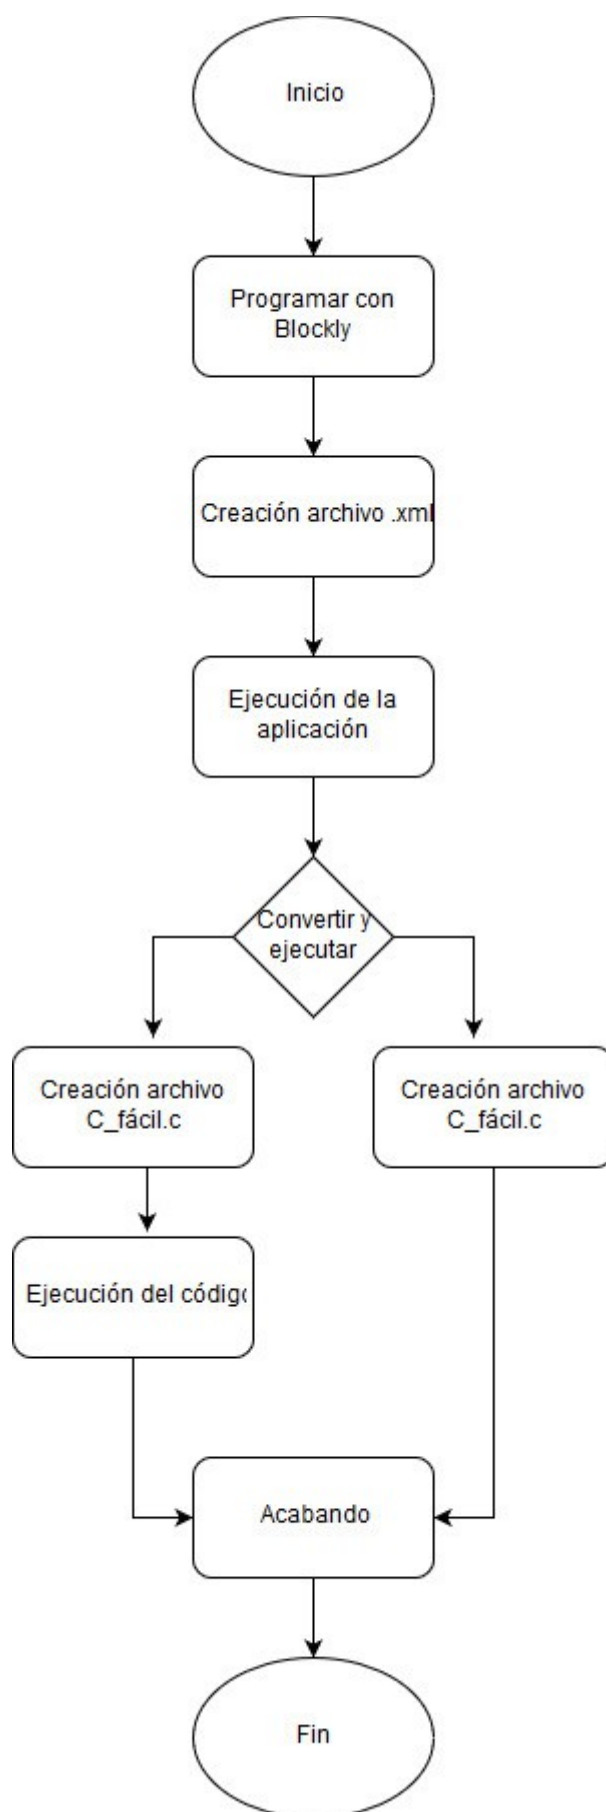 Inicio
Programar con
Blockly
Creación archivo .xml
Ejecución de la
aplicación
Convertir y
ejecutar
Creación archivo
C_fácil.c
Creación archivo
C_fácil.c
Ejecución del código
Acabando
Fin